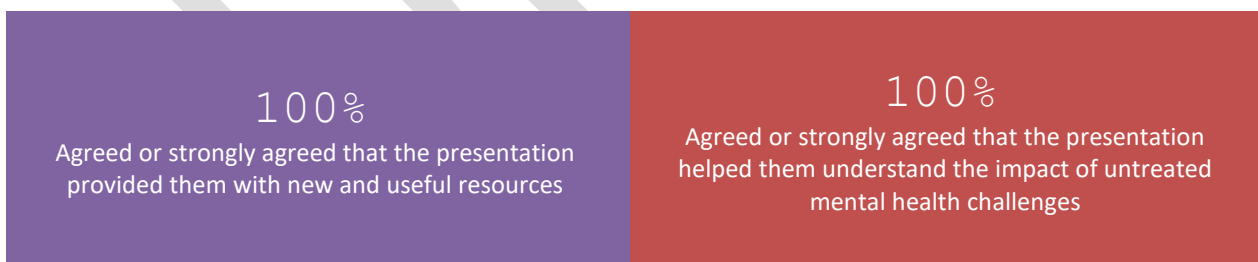 100%
Agreed or strongly agreed that the presentation
provided them with new and useful resources
100%
Agreed or strongly agreed that the presentation
helped them understand the impact of untreated
mental health challenges